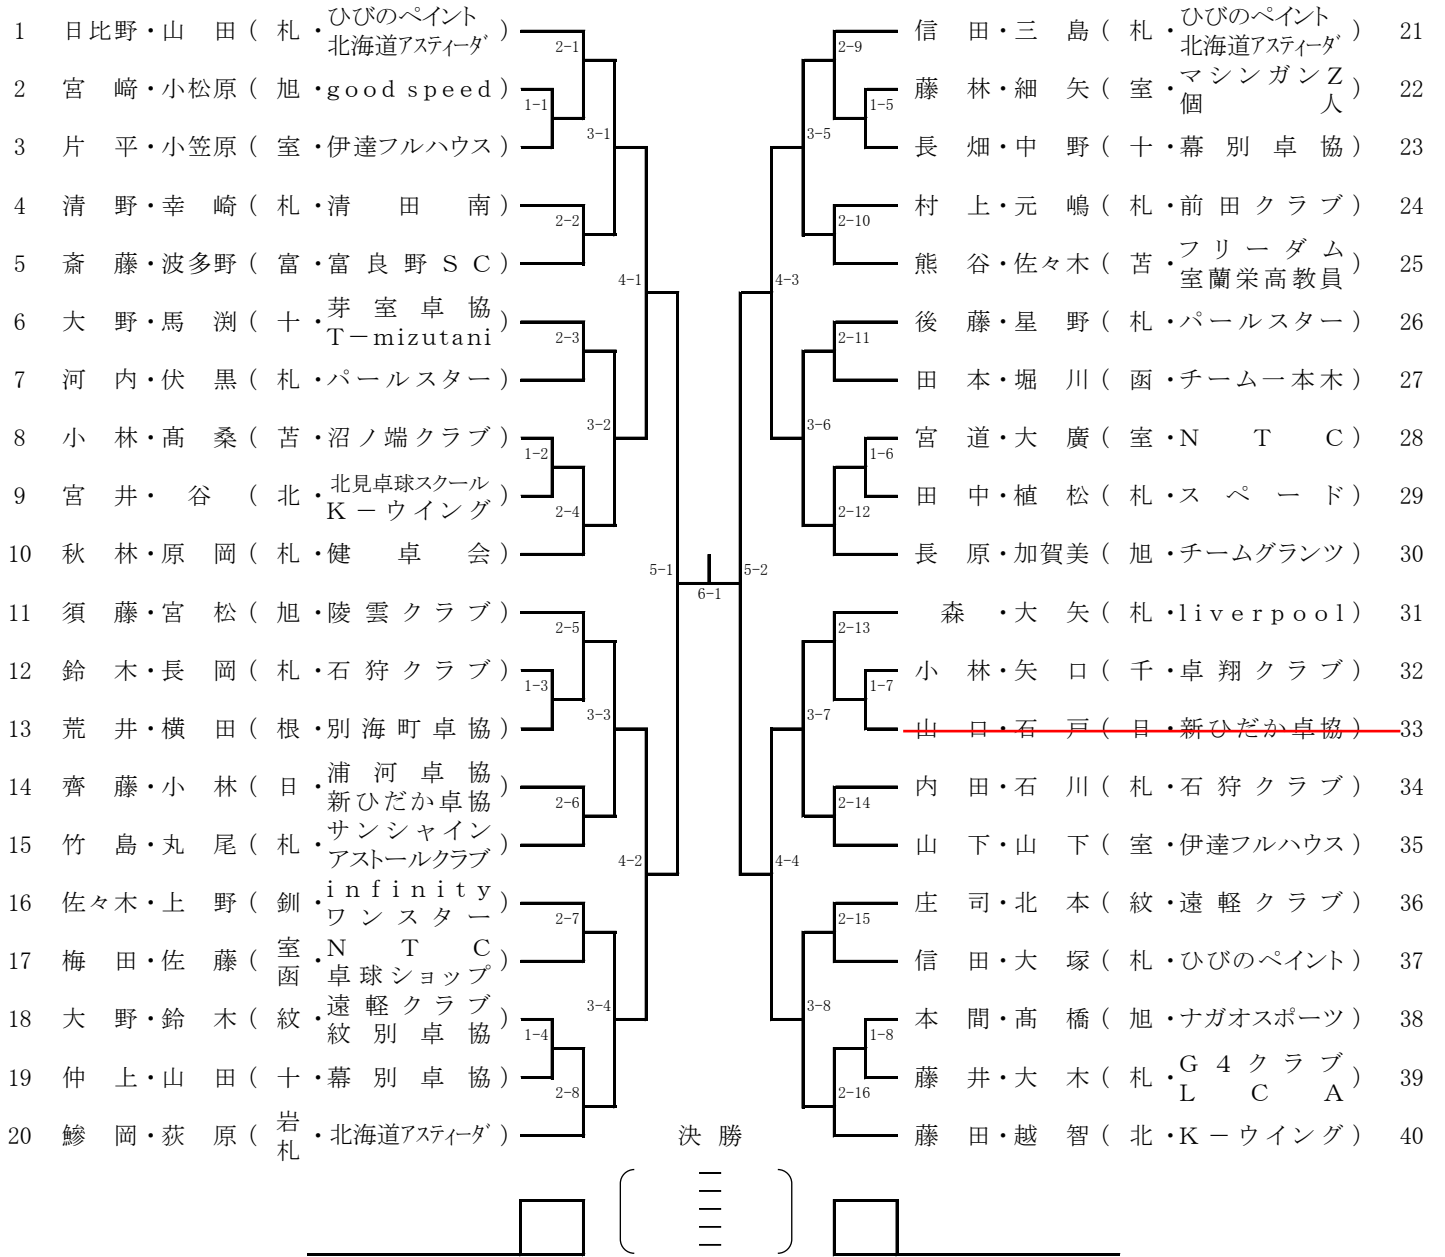 1 日比野・山 田 ( 札 ・ ひびのペイント 北海道アスティーダ )
2 宮 﨑・小松原 ( 旭 ・ good speed )
3 片 平・小笠原 ( 室 ・ 伊達フルハウス )
4 清 野・幸 崎 ( 札 ・ 清 田 南 )
5 斎 藤・波多野 ( 富 ・ 富良野SC )
6 大 野・馬 渕 ( 十 ・ 芽室卓協 T－mizutani )
7 河 内・伏 黒 ( 札 ・ パールスター )
8 小 林・髙 桑 ( 苫 ・ 沼ノ端クラブ )
9 宮 井・ 谷 ( 北 ・ 北見卓球スクール K－ウイング )
10 秋 林・原 岡 ( 札 ・ 健 卓 会 )
11 須 藤・宮 松 ( 旭 ・ 陵雲クラブ )
12 鈴 木・長 岡 ( 札 ・ 石狩クラブ )
13 荒 井・横 田 ( 根 ・ 別海町卓協 )
14 齊 藤・小 林 ( 日 ・ 浦河卓協 新ひだか卓協 )
15 竹 島・丸 尾 ( 札 ・ サンシャイン アストールクラブ )
16 佐々木・上 野 ( 釧 ・ infinity ワンスター )
17 梅 田・佐 藤 ( 室 函 ・ N T C 卓球ショップ )
18 大 野・鈴 木 ( 紋 ・ 遠軽クラブ 紋別卓協 )
19 仲 上・山 田 ( 十 ・ 幕別卓協 )
20 鯵 岡・荻 原 ( 岩 札 ・ 北海道アスティーダ )
2-1
1-1
3-1
2-2
4-1
2-3
3-2
1-2
2-4
5-1
2-5
1-3
3-3
2-6
4-2
2-7
3-4
1-4
2-8
6-1
2-9
1-5
3-5
2-10
4-3
2-11
3-6
1-6
2-12
5-2
2-13
1-7
3-7
2-14
4-4
2-15
3-8
1-8
2-16
信 田・三 島 ( 札 ・ ひびのペイント 北海道アスティーダ ) 21
藤 林・細 矢 ( 室 ・ マシンガンZ 個 人 ) 22
長 畑・中 野 ( 十 ・ 幕別卓協 ) 23
村 上・元 嶋 ( 札 ・ 前田クラブ ) 24
熊 谷・佐々木 ( 苫 ・ フリーダム 室蘭栄高教員 ) 25
後 藤・星 野 ( 札 ・ パールスター ) 26
田 本・堀 川 ( 函 ・ チーム一本木 ) 27
宮 道・大 廣 ( 室 ・ N T C ) 28
田 中・植 松 ( 札 ・ スペード ) 29
長 原・加賀美 ( 旭 ・ チームグランツ ) 30
森 ・大 矢 ( 札 ・ liverpool ) 31
小 林・矢 口 ( 千 ・ 卓翔クラブ ) 32
山 口・石 戸 ( 日 ・ 新ひだか卓協 ) 33
内 田・石 川 ( 札 ・ 石狩クラブ ) 34
山 下・山 下 ( 室 ・ 伊達フルハウス ) 35
庄 司・北 本 ( 紋 ・ 遠軽クラブ ) 36
信 田・大 塚 ( 札 ・ ひびのペイント ) 37
本 間・髙 橋 ( 旭 ・ ナガオスポーツ ) 38
藤 井・大 木 ( 札 ・ G4クラブ L C A ) 39
藤 田・越 智 ( 北 ・ K－ウイング ) 40
決 勝